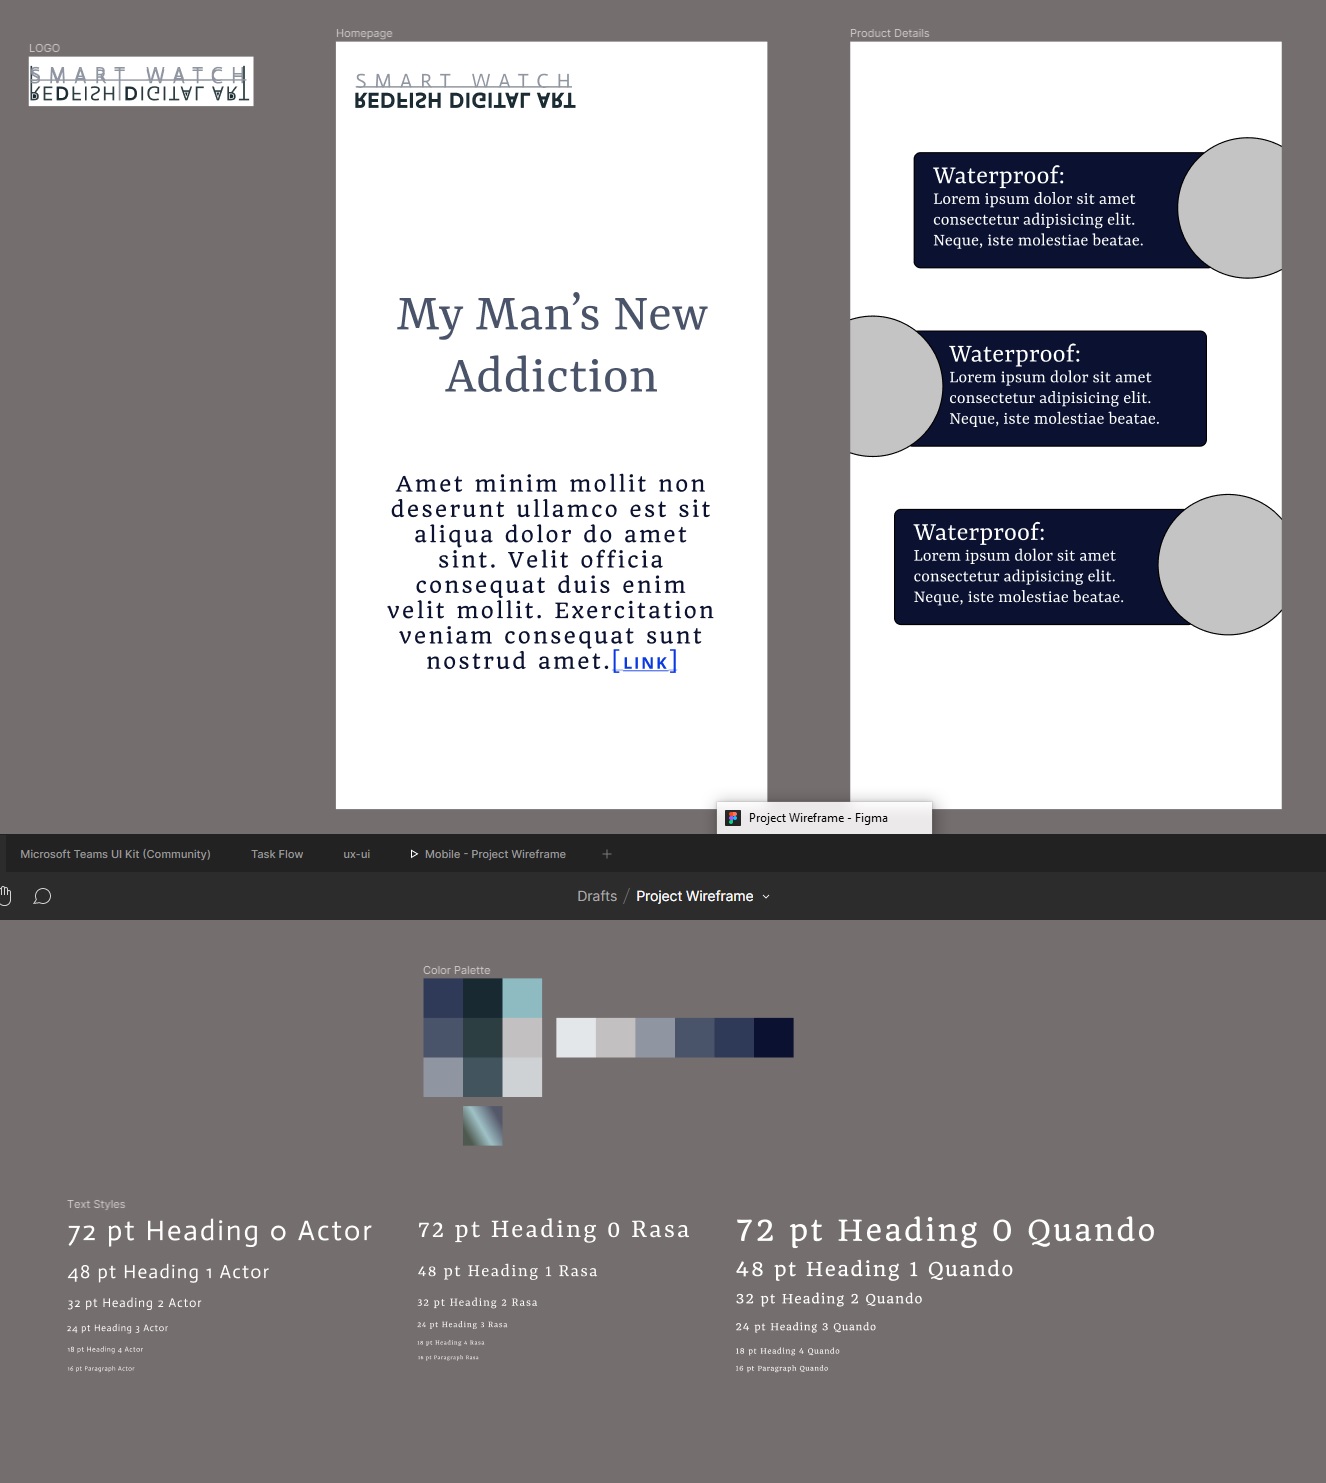 LOGO
SMART WATCH
REDFISH DIGITAL ART
Homepage
SMART WATCH
REDFISH DIGITAL ART
My Man’s New
Addiction
Amet minim mollit non
deserunt ullamco est sit
aliqua dolor do amet
sint. Velit officia
consequat duis enim
velit mollit. Exercitation
veniam consequat sunt
nostrud amet.[LINK]
Product Details
Waterproof:
Lorem ipsum dolor sit amet
consectetur adipisicing elit.
Neque, iste molestiae beatae.
Waterproof:
Lorem ipsum dolor sit amet
consectetur adipisicing elit.
Neque, iste molestiae beatae.
Waterproof:
Lorem ipsum dolor sit amet
consectetur adipisicing elit.
Neque, iste molestiae beatae.
Project Wireframe - Figma
Microsoft Teams UI Kit (Community) Task Flow ux-ui Mobile - Project Wireframe +
Drafts / Project Wireframe
Color Palette
Text Styles
72 pt Heading 0 Actor
48 pt Heading 1 Actor
32 pt Heading 2 Actor
24 pt Heading 3 Actor
18 pt Heading 4 Actor
16 pt Paragraph Actor
72 pt Heading 0 Rasa
48 pt Heading 1 Rasa
32 pt Heading 2 Rasa
24 pt Heading 3 Rasa
18 pt Heading 4 Rasa
16 pt Paragraph Rasa
72 pt Heading 0 Quando
48 pt Heading 1 Quando
32 pt Heading 2 Quando
24 pt Heading 3 Quando
18 pt Heading 4 Quando
16 pt Paragraph Quando